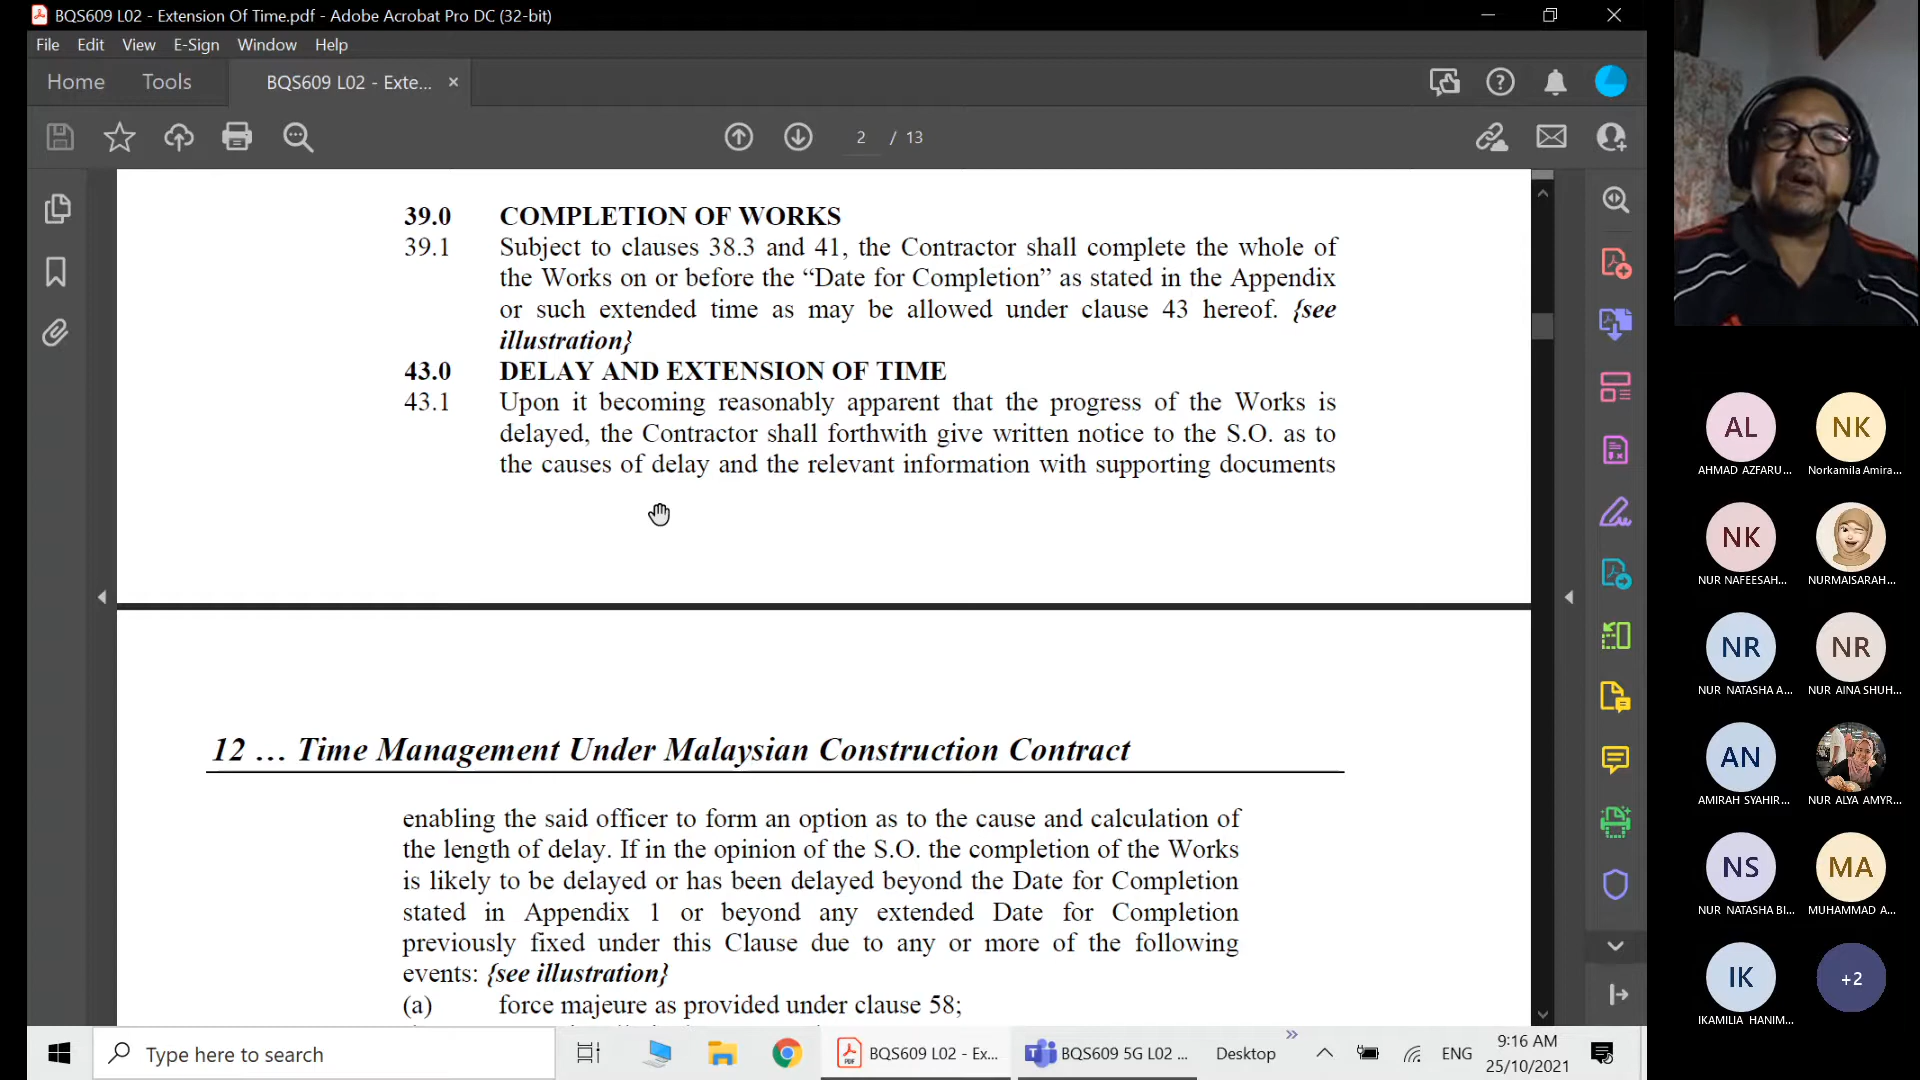 BQS609 L02 - Extension Of Time.pdf - Adobe Acrobat Pro DC (32-bit)
File Edit View E-Sign Window Help
Home Tools BQS609 L02 - Exte... ×
2 / 13
39.0 COMPLETION OF WORKS
39.1 Subject to clauses 38.3 and 41, the Contractor shall complete the whole of
the Works on or before the “Date for Completion” as stated in the Appendix
or such extended time as may be allowed under clause 43 hereof. {see
illustration}
43.0 DELAY AND EXTENSION OF TIME
43.1 Upon it becoming reasonably apparent that the progress of the Works is
delayed, the Contractor shall forthwith give written notice to the S.O. as to
the causes of delay and the relevant information with supporting documents
12 … Time Management Under Malaysian Construction Contract
enabling the said officer to form an option as to the cause and calculation of
the length of delay. If in the opinion of the S.O. the completion of the Works
is likely to be delayed or has been delayed beyond the Date for Completion
stated in Appendix 1 or beyond any extended Date for Completion
previously fixed under this Clause due to any or more of the following
events: {see illustration}
(a) force majeure as provided under clause 58;
AL NK
AHMAD AZFARU... Norkamila Amira...
NK
NUR NAFEESAH... NURMAISARAH...
NR NR
NUR NATASHA A... NUR AINA SHUH...
AN
AMIRAH SYAHIR... NUR ALYA AMYR...
NS MA
NUR NATASHA BI... MUHAMMAD A...
IK +2
IKAMILIA HANIM...
Type here to search
BQS609 L02 - Ex... BQS609 5G L02 ... Desktop ENG
9:16 AM
25/10/2021